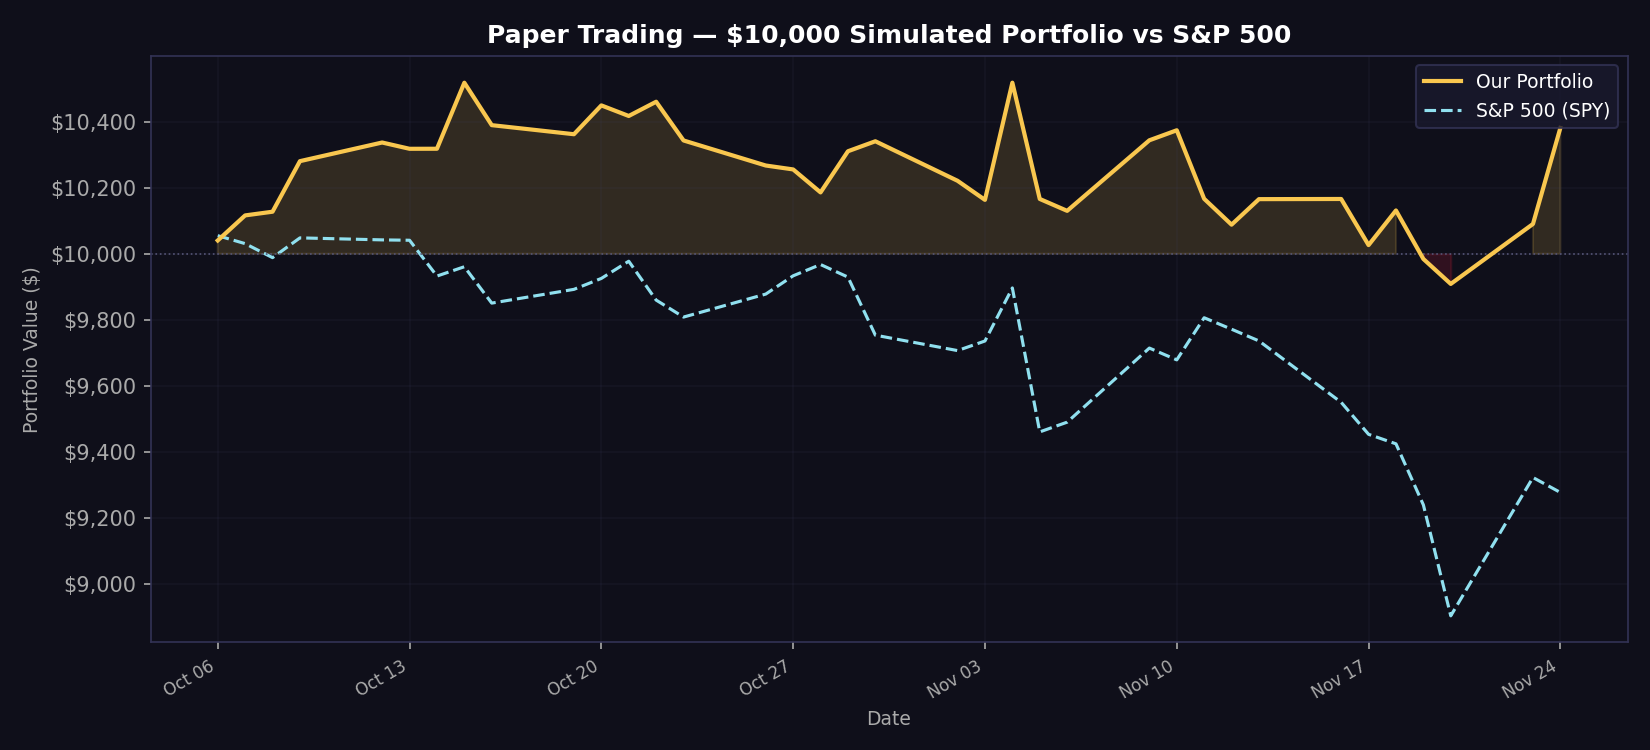 Paper Trading — $10,000 Simulated Portfolio vs S&P 500
Our Portfolio
S&P 500 (SPY)
Portfolio Value ($)
$10,400
$10,200
$10,000
$9,800
$9,600
$9,400
$9,200
$9,000
Oct 06
Oct 13
Oct 20
Oct 27
Nov 03
Nov 10
Nov 17
Nov 24
Date